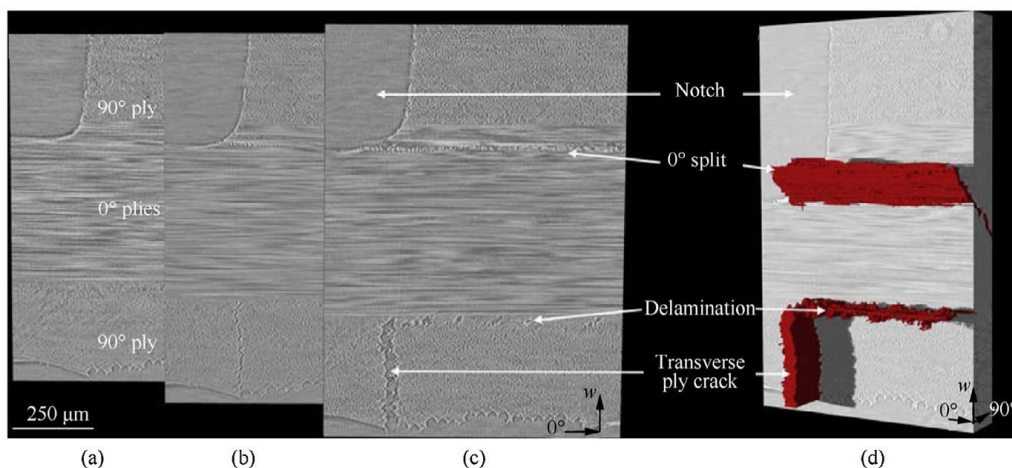 90° ply
0° plies
90° ply
250 μm
Notch
0° split
Delamination
Transverse
ply crack
w
0°
w
0°
90°
(a)
(b)
(c)
(d)